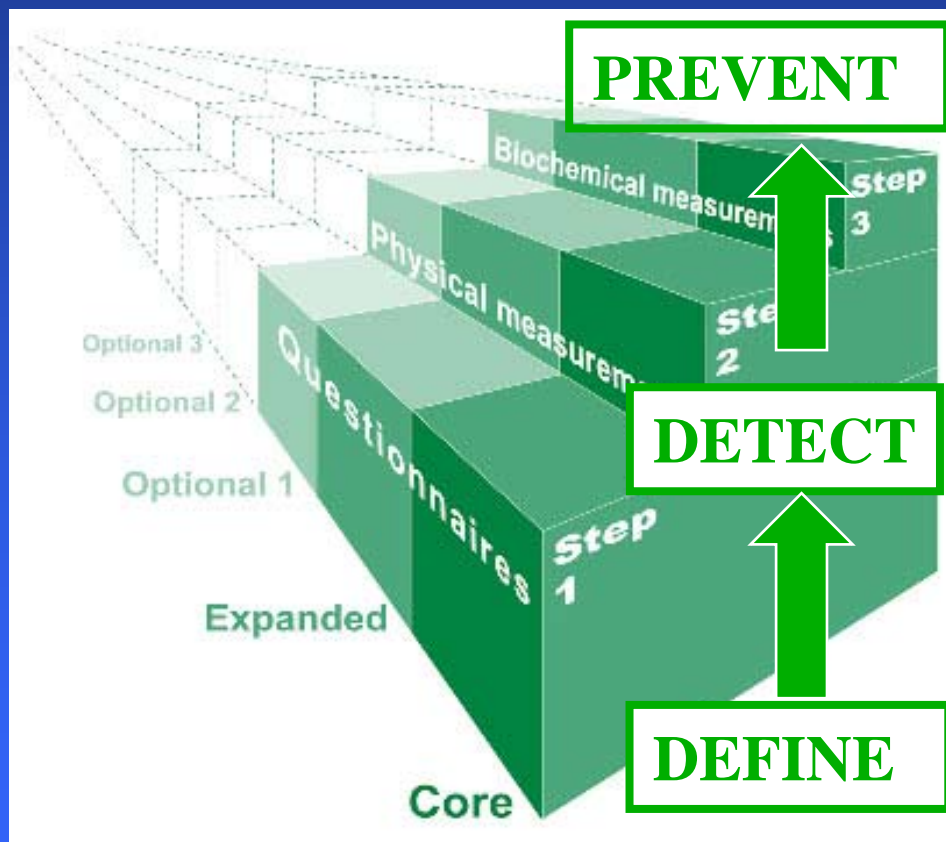 PREVENT
Biochemical measurem s
Step
3
Physical measurem
Step
2
Optional 3
Optional 2
DETECT
Questionnaires
Optional 1
Step
1
Expanded
DEFINE
Core